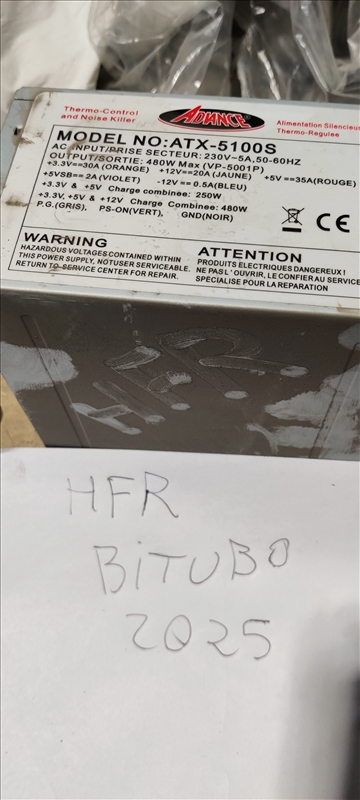 Thermo-Control
and Noise Killer
ADVANCE
Alimentation Silencieuse
Thermo-Regulee
MODEL NO:ATX-5100S
AC INPUT/PRISE SECTEUR: 230V~5A,50-60HZ
OUTPUT/SORTIE: 480W Max (VP-5001P)
+3.3V==30A (ORANGE) +12V==20A (JAUNE) +5V ==35A(ROUGE)
+5VSB== 2A(VIOLET) -12V== 0.5A(BLEU)
+3.3V & +5V Charge combinee: 250W
+3.3V, +5V & +12V Charge Combinee: 480W
P.G.(GRIS), PS-ON(VERT), GND(NOIR)
CE
WARNING
HAZARDOUS VOLTAGES CONTAINED WITHIN
THIS POWER SUPPLY, NOTUSER SERVICEABLE.
RETURN TO SERVICE CENTER FOR REPAIR.
ATTENTION
PRODUITS ELECTRIQUES DANGEREUX !
NE PAS L' OUVRIR, LE CONFIER AU SERVICE
SPÉCIALISE POUR LA REPARATION
H.F.R.
HFR
BiTUBO
2025